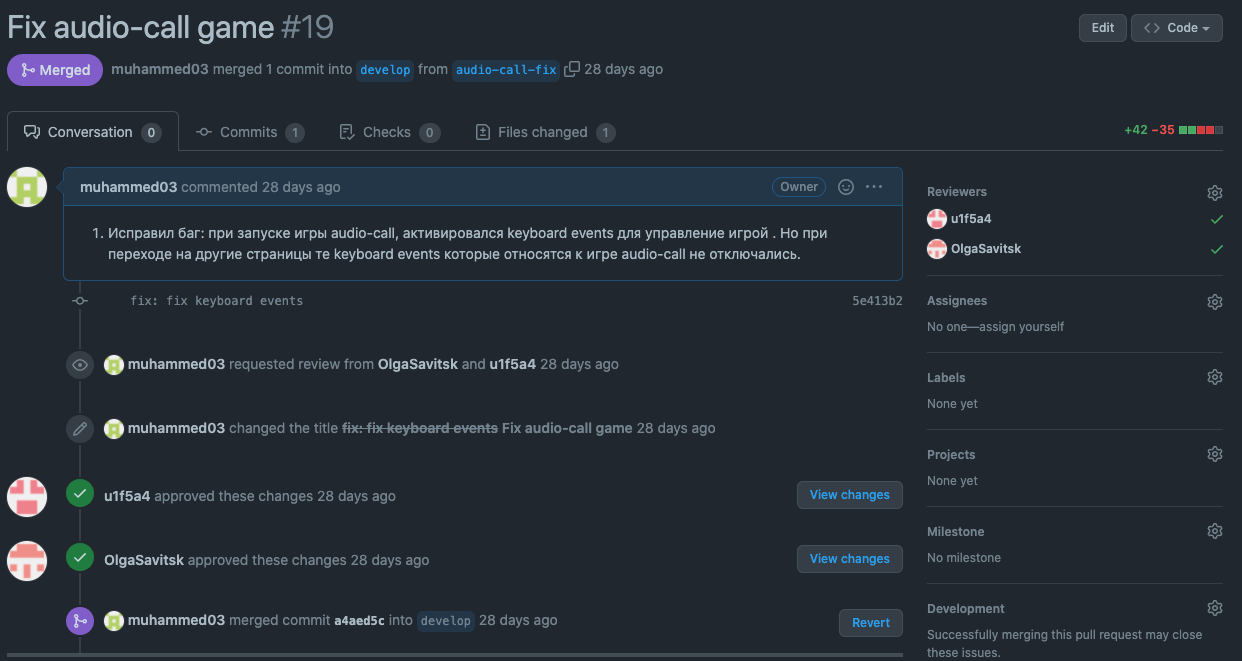 Fix audio-call game #19
Edit
Code
Merged
muhammed03 merged 1 commit into develop from audio-call-fix 28 days ago
Conversation 0
Commits 1
Checks 0
Files changed 1
+42 −35
muhammed03 commented 28 days ago
Owner
1. Исправил баг: при запуске игры audio-call, активировался keyboard events для управление игрой . Но при
переходе на другие страницы те keyboard events которые относятся к игре audio-call не отключались.
fix: fix keyboard events
5e413b2
muhammed03 requested review from OlgaSavitsk and u1f5a4 28 days ago
muhammed03 changed the title fix: fix keyboard events Fix audio-call game 28 days ago
u1f5a4 approved these changes 28 days ago
View changes
OlgaSavitsk approved these changes 28 days ago
View changes
muhammed03 merged commit a4aed5c into develop 28 days ago
Revert
Reviewers
u1f5a4
OlgaSavitsk
Assignees
No one—assign yourself
Labels
None yet
Projects
None yet
Milestone
No milestone
Development
Successfully merging this pull request may close
these issues.